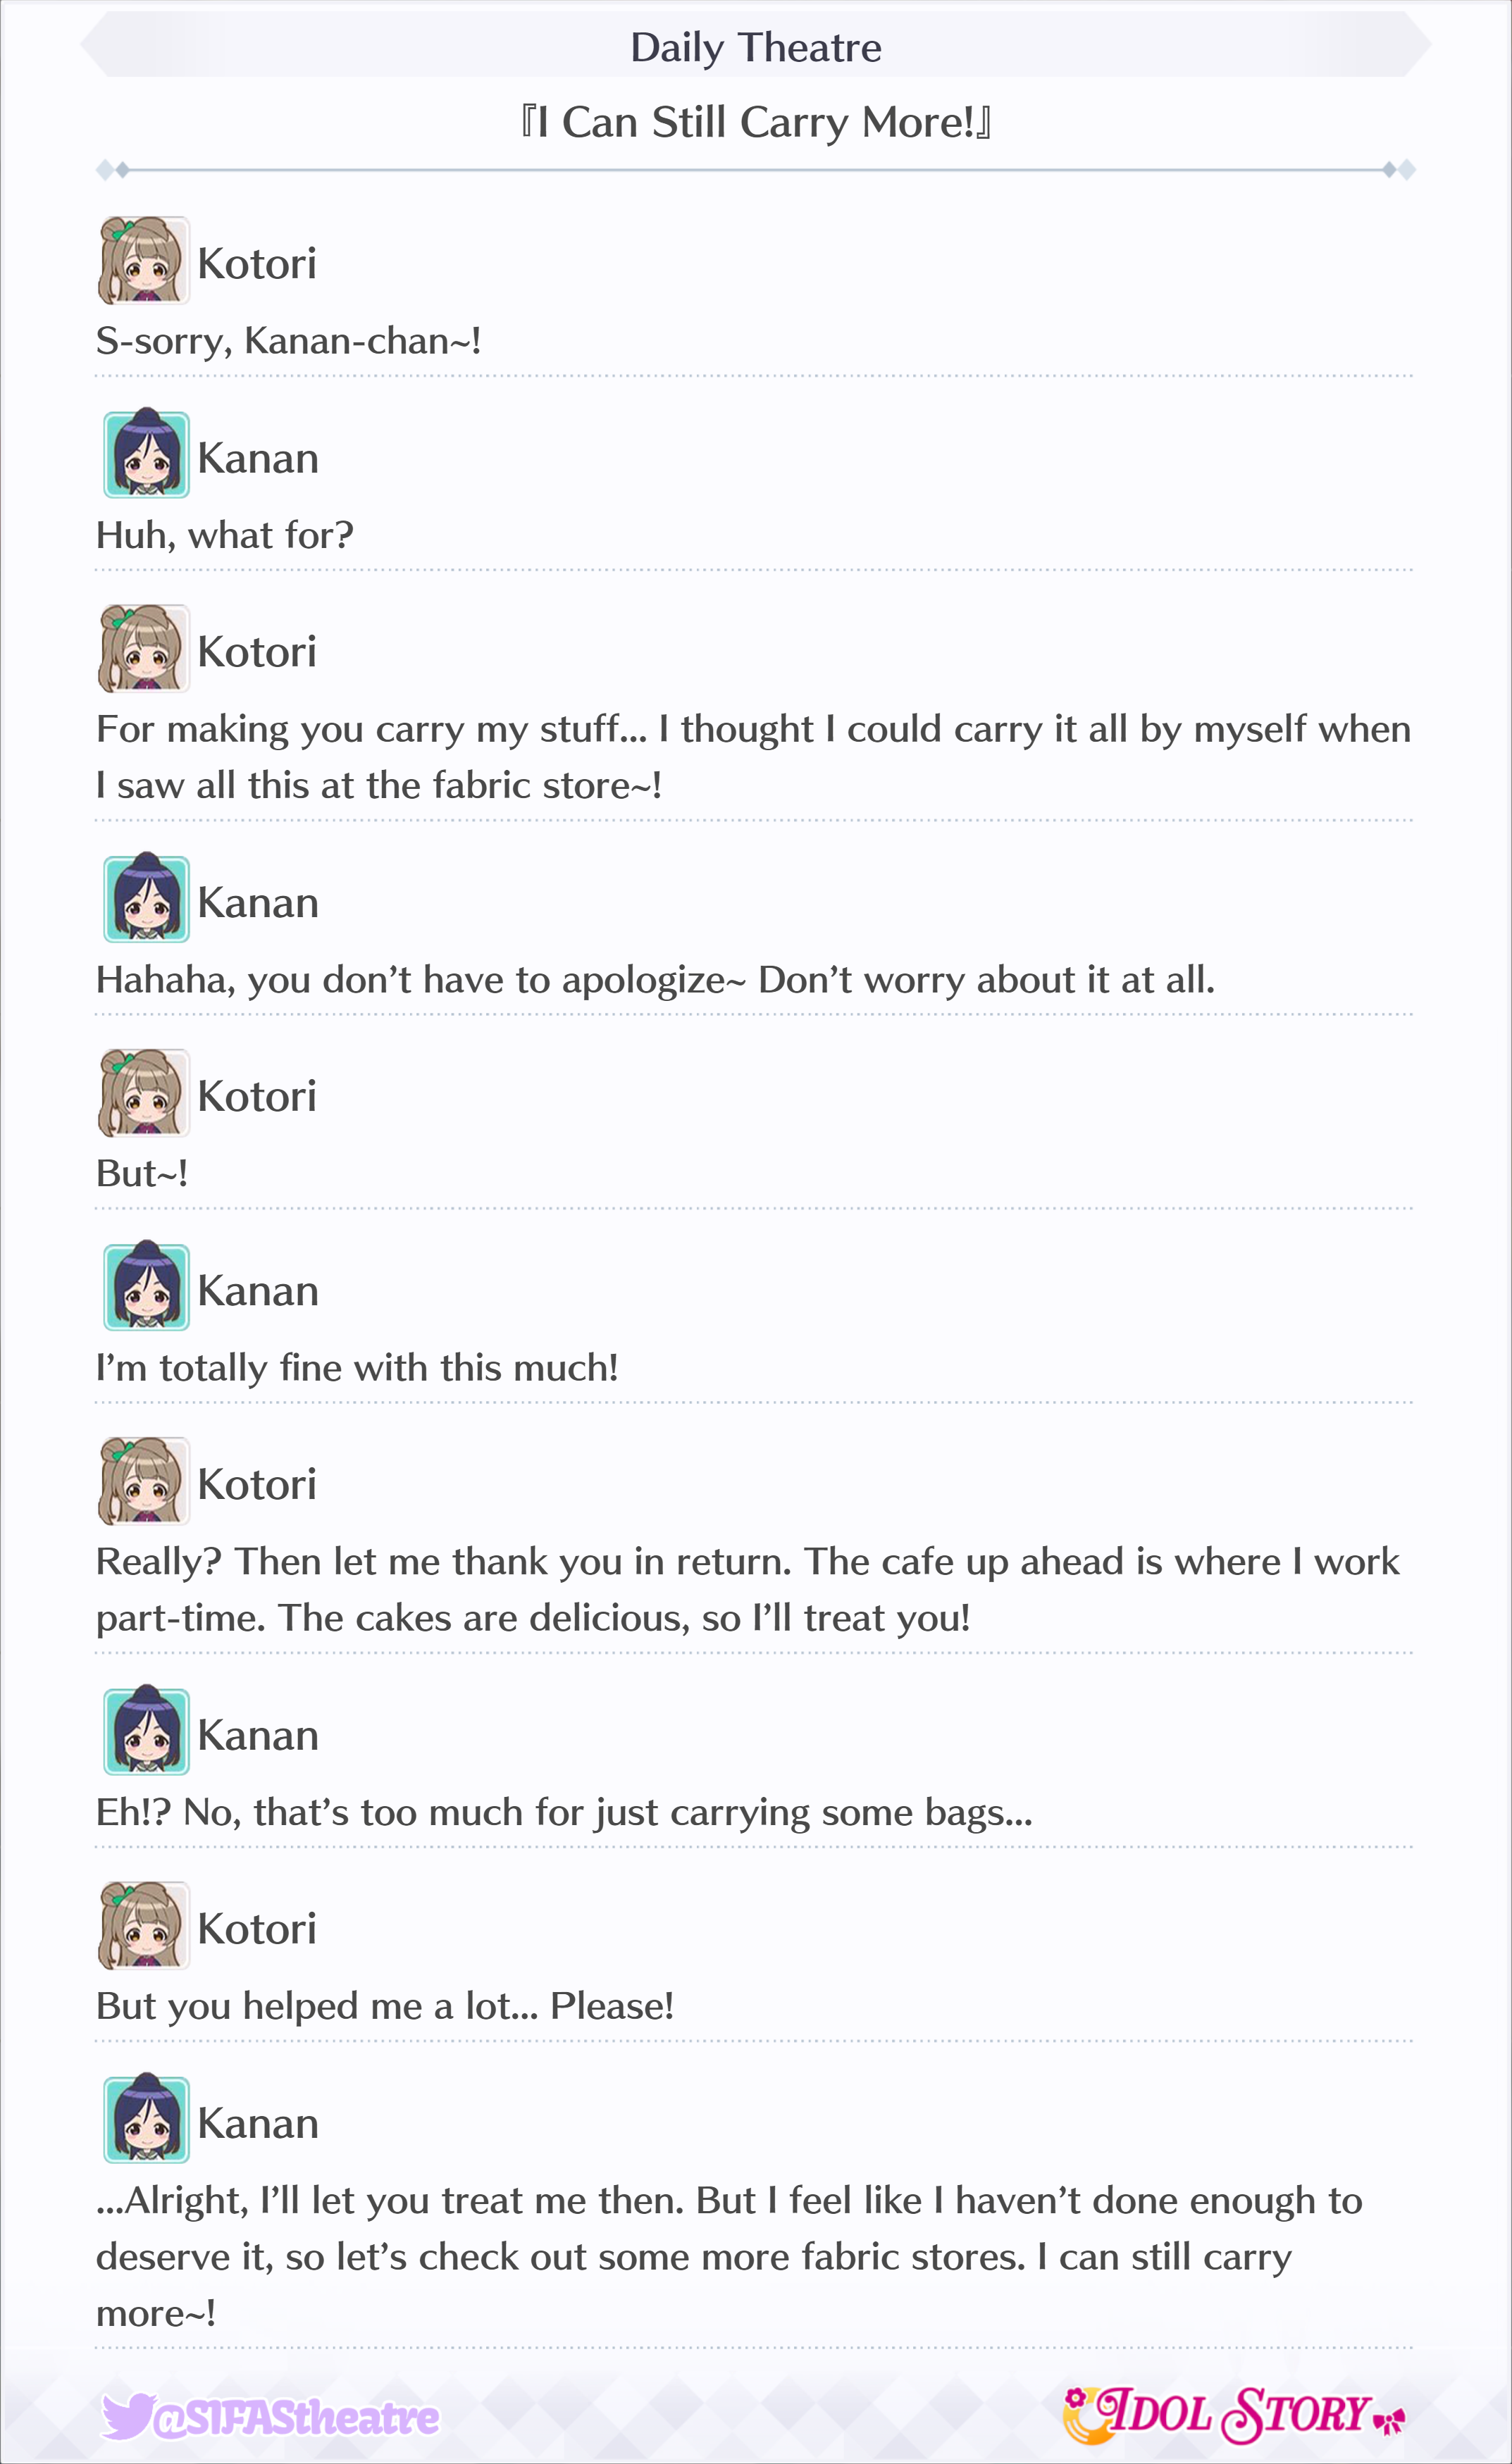 Daily Theatre
『I Can Still Carry More!』
Kotori
S-sorry, Kanan-chan~!
Kanan
Huh, what for?
Kotori
For making you carry my stuff... I thought I could carry it all by myself when
I saw all this at the fabric store~!
Kanan
Hahaha, you don’t have to apologize~ Don’t worry about it at all.
Kotori
But~!
Kanan
I’m totally fine with this much!
Kotori
Really? Then let me thank you in return. The cafe up ahead is where I work
part-time. The cakes are delicious, so I’ll treat you!
Kanan
Eh!? No, that’s too much for just carrying some bags...
Kotori
But you helped me a lot... Please!
Kanan
...Alright, I’ll let you treat me then. But I feel like I haven’t done enough to
deserve it, so let’s check out some more fabric stores. I can still carry
more~!
@SIFAStheatre
IDOL STORY